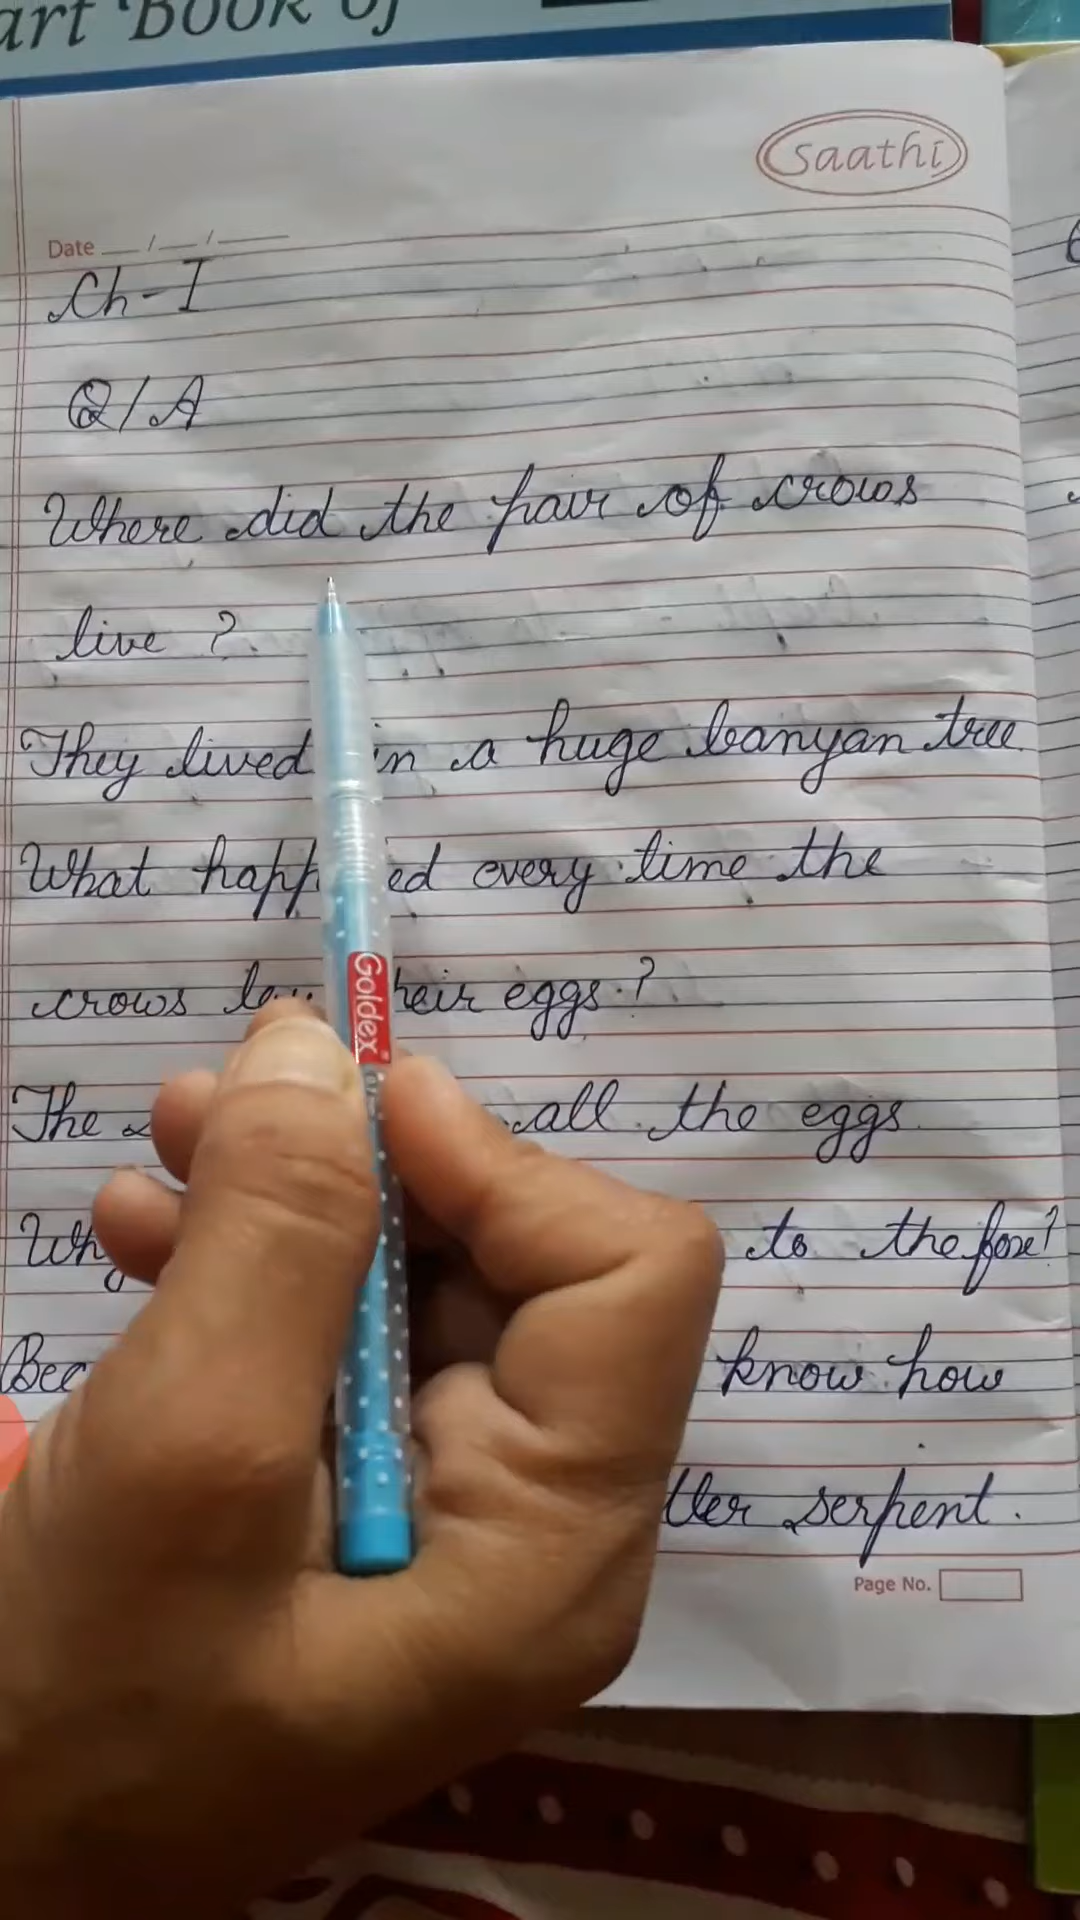 art Book of
Saathi
Date
Ch-I
Q/A
Where did the pair of crows
live ?
They lived in a huge banyan tree
What happ ed every time the
crows heir eggs ?
The all the eggs
Why to the fox?
Bec know how
serpent.
Goldex
Page No.